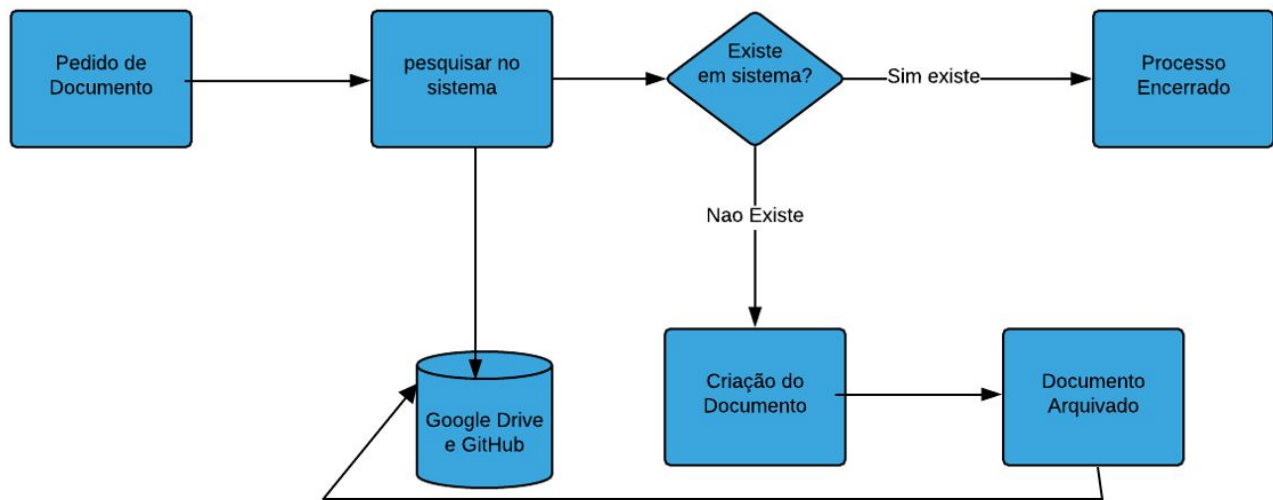 Pedido de
Documento
pesquisar no
sistema
Existe
em sistema?
Sim existe
Processo
Encerrado
Nao Existe
Google Drive
e GitHub
Criação do
Documento
Documento
Arquivado